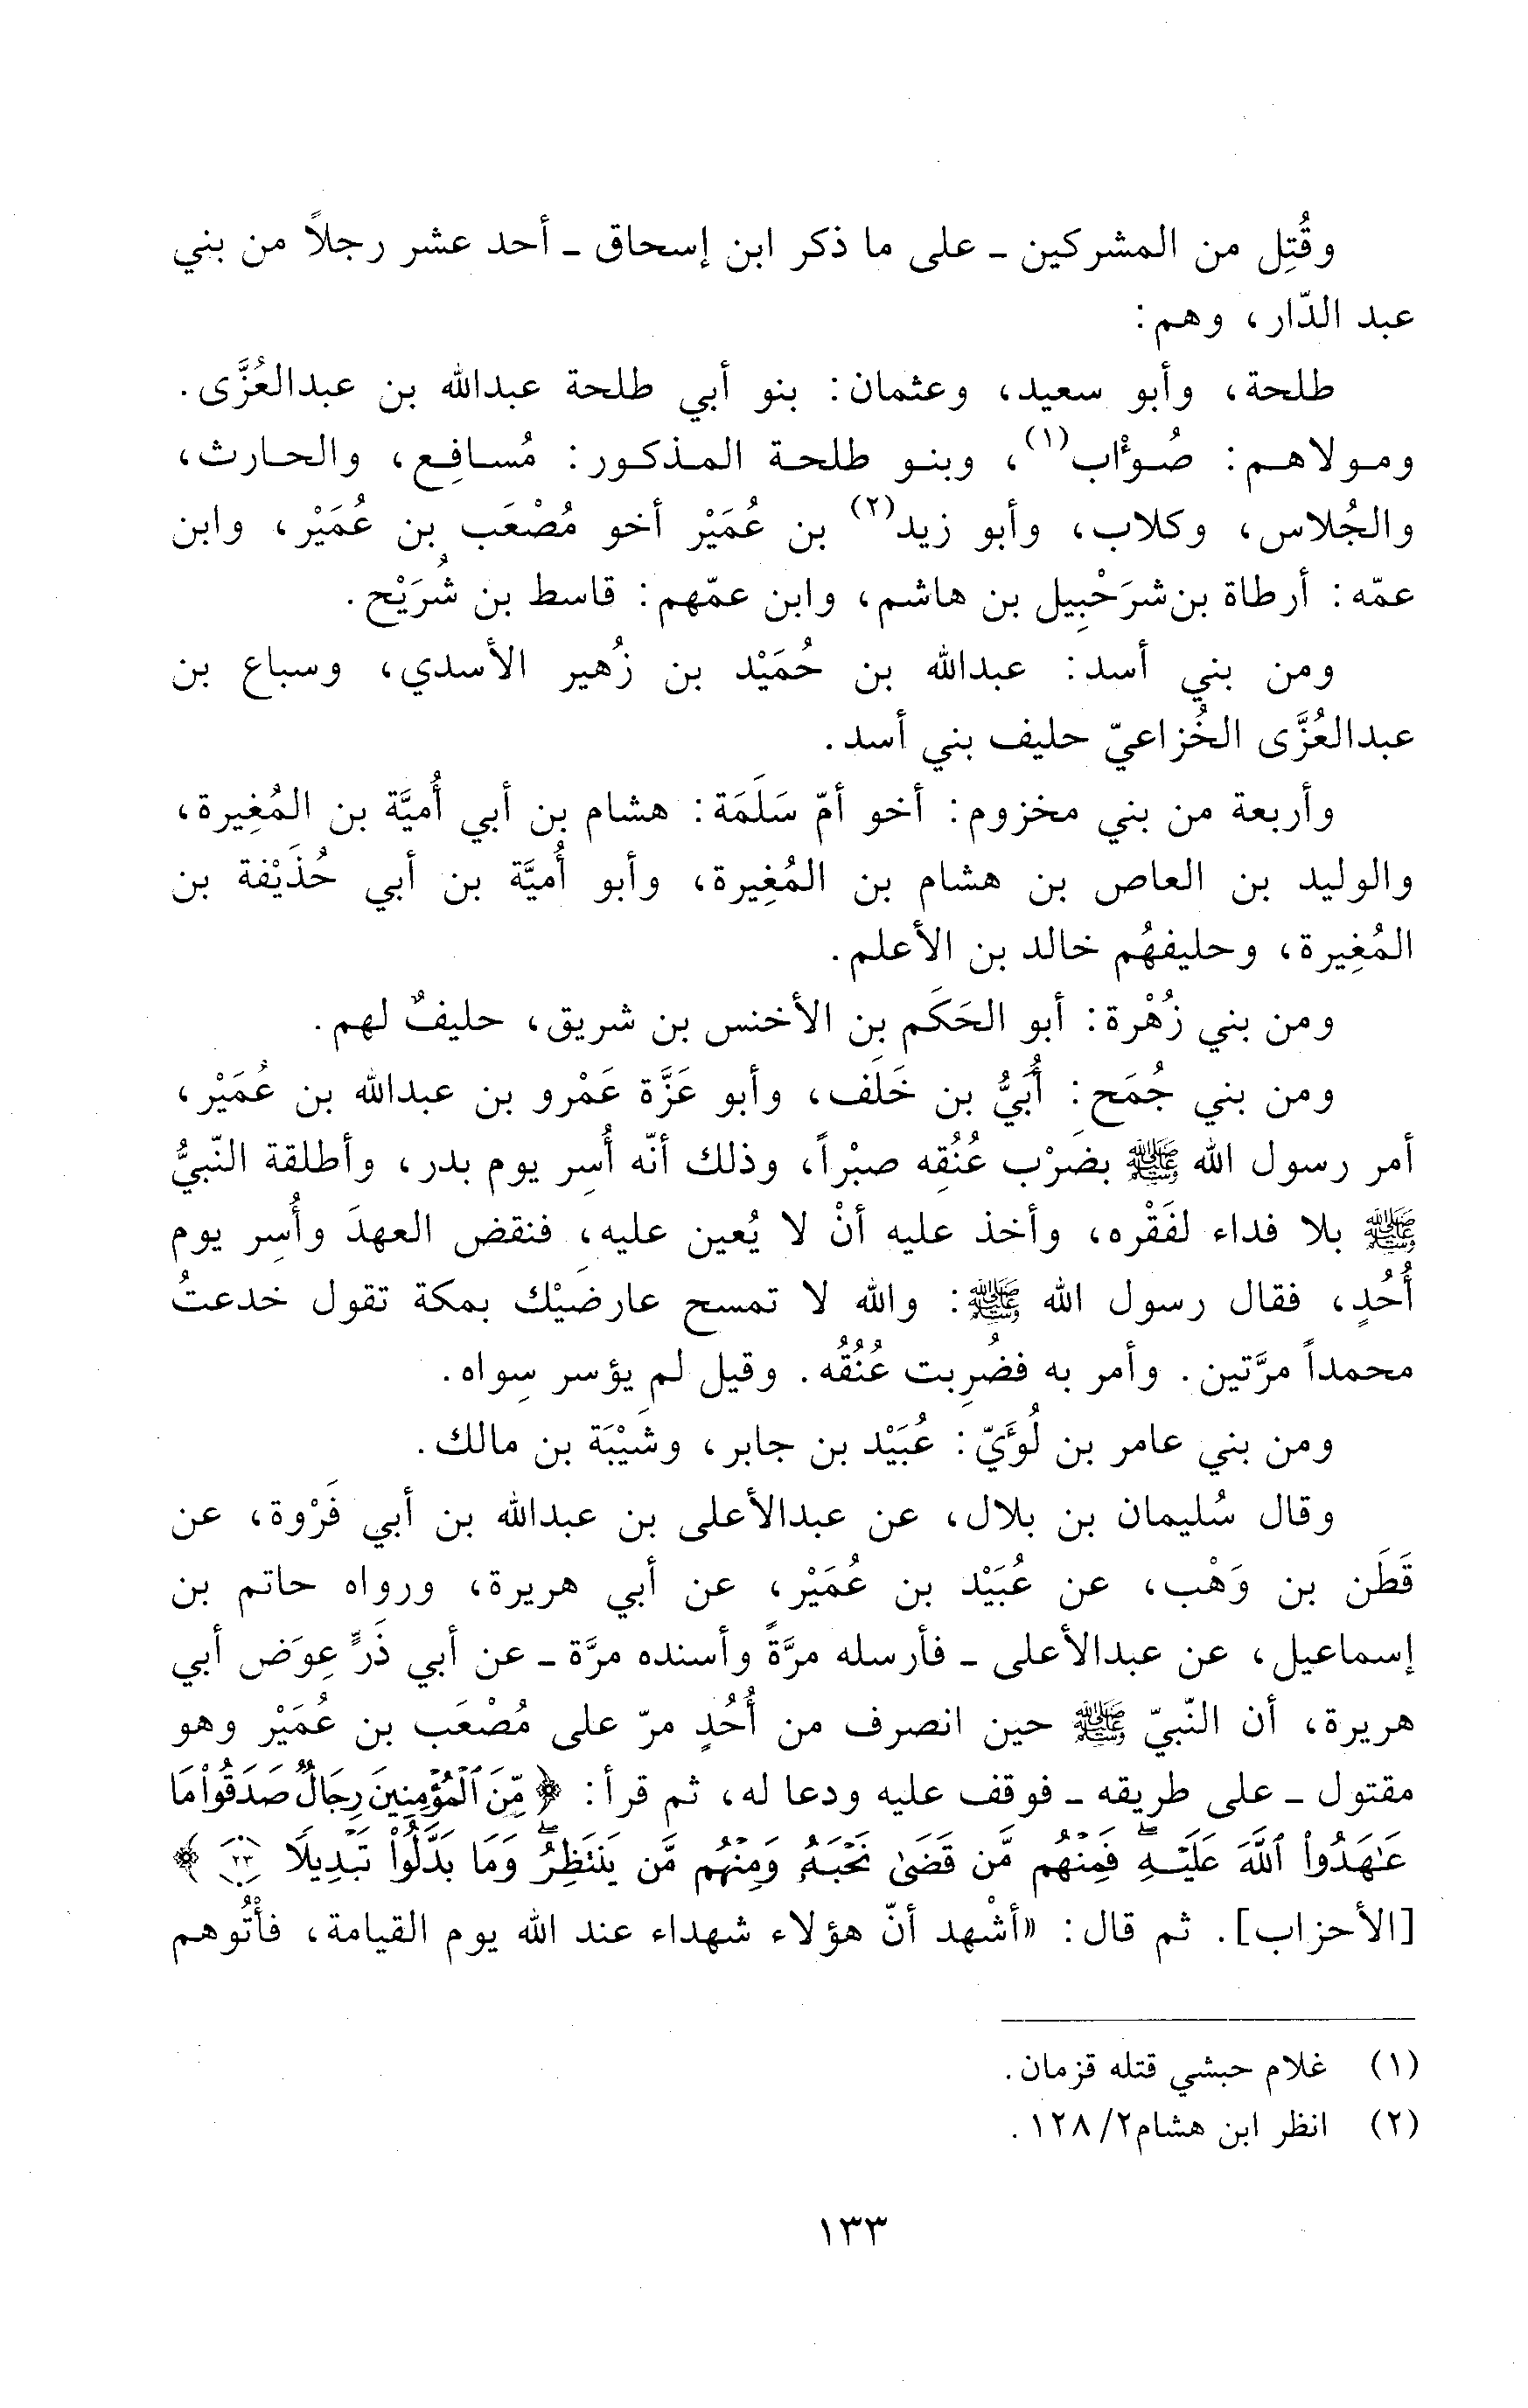 وقُتِل من المشركين ـ على ما ذكر ابن إسحاق ـ أحد عشر رجلاً من بني
عبد الدّار، وهم:
طلحة، وأبو سعيد، وعثمان: بنو أبي طلحة عبدالله بن عبدالعُزَّى.
ومولاهم: صُؤْاب(١)، وبنو طلحة المذكور: مُسافِع، والحارث،
والجُلاس، وكلاب، وأبو زيد(٢) بن عُمَيْر أخو مُصْعَب بن عُمَيْر، وابن
عمّه: أرطاة بن شرَحْبِيل بن هاشم، وابن عمّهم: قاسط بن شُرَيْح.
ومن بني أسد: عبدالله بن حُمَيْد بن زُهير الأسدي، وسباع بن
عبدالعُزَّى الخُزاعيّ حليف بني أسد.
وأربعة من بني مخزوم: أخو أمّ سَلَمَة: هشام بن أبي أُميَّة بن المُغِيرة،
والوليد بن العاص بن هشام بن المُغِيرة، وأبو أُميَّة بن أبي حُذَيْفة بن
المُغِيرة، وحليفهُم خالد بن الأعلم.
ومن بني زُهْرة: أبو الحَكَم بن الأخنس بن شريق، حليفٌ لهم.
ومن بني جُمَح: أُبَيُّ بن خَلَف، وأبو عَزَّة عَمْرو بن عبدالله بن عُمَيْر،
أمر رسول الله ﷺ بضَرْب عُنُقِه صبْراً، وذلك أنّه أُسِر يوم بدر، وأطلقة النّبيُّ
ﷺ بلا فداء لفَقْره، وأخذ عليه أنْ لا يُعين عليه، فنقض العهدَ وأُسِر يوم
أُحُدٍ، فقال رسول الله ﷺ: والله لا تمسح عارضَيْك بمكة تقول خدعتُ
محمداً مرَّتين. وأمر به فضُرِبت عُنُقُه. وقيل لم يؤسر سِواه.
ومن بني عامر بن لُؤَيّ: عُبَيْد بن جابر، وشَيْبَة بن مالك.
وقال سُليمان بن بلال، عن عبدالأعلى بن عبدالله بن أبي فَرْوة، عن
قَطَن بن وَهْب، عن عُبَيْد بن عُمَيْر، عن أبي هريرة، ورواه حاتم بن
إسماعيل، عن عبدالأعلى ـ فأرسله مرَّةً وأسنده مرَّة ـ عن أبي ذَرٍّ عِوَض أبي
هريرة، أن النّبيّ ﷺ حين انصرف من أُحُدٍ مرّ على مُصْعَب بن عُمَيْر وهو
مقتول ـ على طريقه ـ فوقف عليه ودعا له، ثم قرأ: ﴿مِّنَ ٱلْمُؤْمِنِينَ رِجَالٌ صَدَقُوا۟ مَا
عَـٰهَدُوا۟ ٱللَّهَ عَلَيْهِ ۖ فَمِنْهُم مَّن قَضَىٰ نَحْبَهُۥ وَمِنْهُم مَّن يَنتَظِرُ ۖ وَمَا بَدَّلُوا۟ تَبْدِيلًا ٢٣﴾
[الأحزاب]. ثم قال: «أشْهد أنّ هؤلاء شهداء عند الله يوم القيامة، فأْتُوهم
(١) غلام حبشي قتله قزمان.
(٢) انظر ابن هشام٢/ ١٢٨.
١٣٣